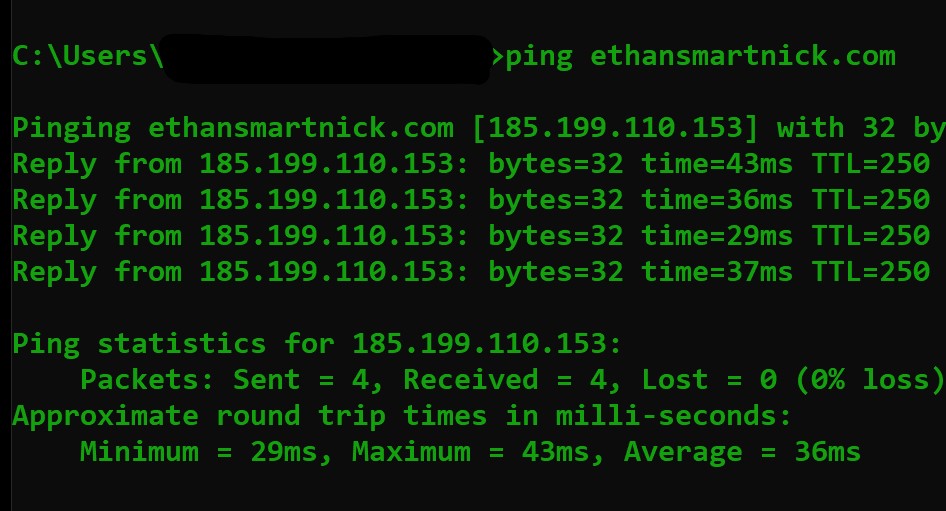 C:\Users\ >ping ethansmartnick.com
Pinging ethansmartnick.com [185.199.110.153] with 32 by
Reply from 185.199.110.153: bytes=32 time=43ms TTL=250
Reply from 185.199.110.153: bytes=32 time=36ms TTL=250
Reply from 185.199.110.153: bytes=32 time=29ms TTL=250
Reply from 185.199.110.153: bytes=32 time=37ms TTL=250
Ping statistics for 185.199.110.153:
Packets: Sent = 4, Received = 4, Lost = 0 (0% loss)
Approximate round trip times in milli-seconds:
Minimum = 29ms, Maximum = 43ms, Average = 36ms